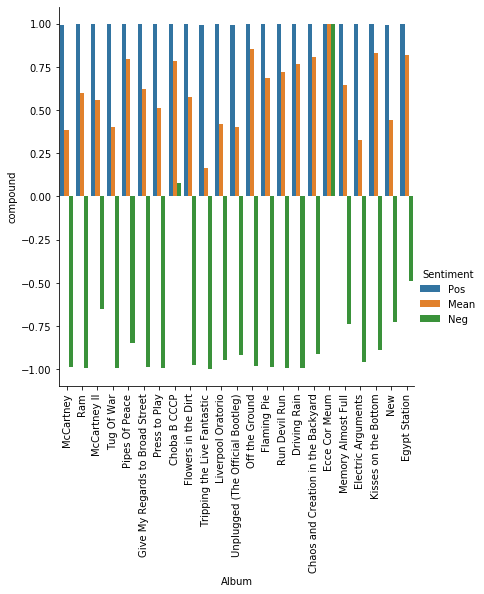 1.00
0.75
0.50
0.25
0.00
−0.25
−0.50
−0.75
−1.00
compound
McCartney
Ram
McCartney II
Tug Of War
Pipes Of Peace
Give My Regards to Broad Street
Press to Play
Choba B CCCP
Flowers in the Dirt
Tripping the Live Fantastic
Liverpool Oratorio
Unplugged (The Official Bootleg)
Off the Ground
Flaming Pie
Run Devil Run
Driving Rain
Chaos and Creation in the Backyard
Ecce Cor Meum
Memory Almost Full
Electric Arguments
Kisses on the Bottom
New
Egypt Station
Album
Sentiment
Pos
Mean
Neg